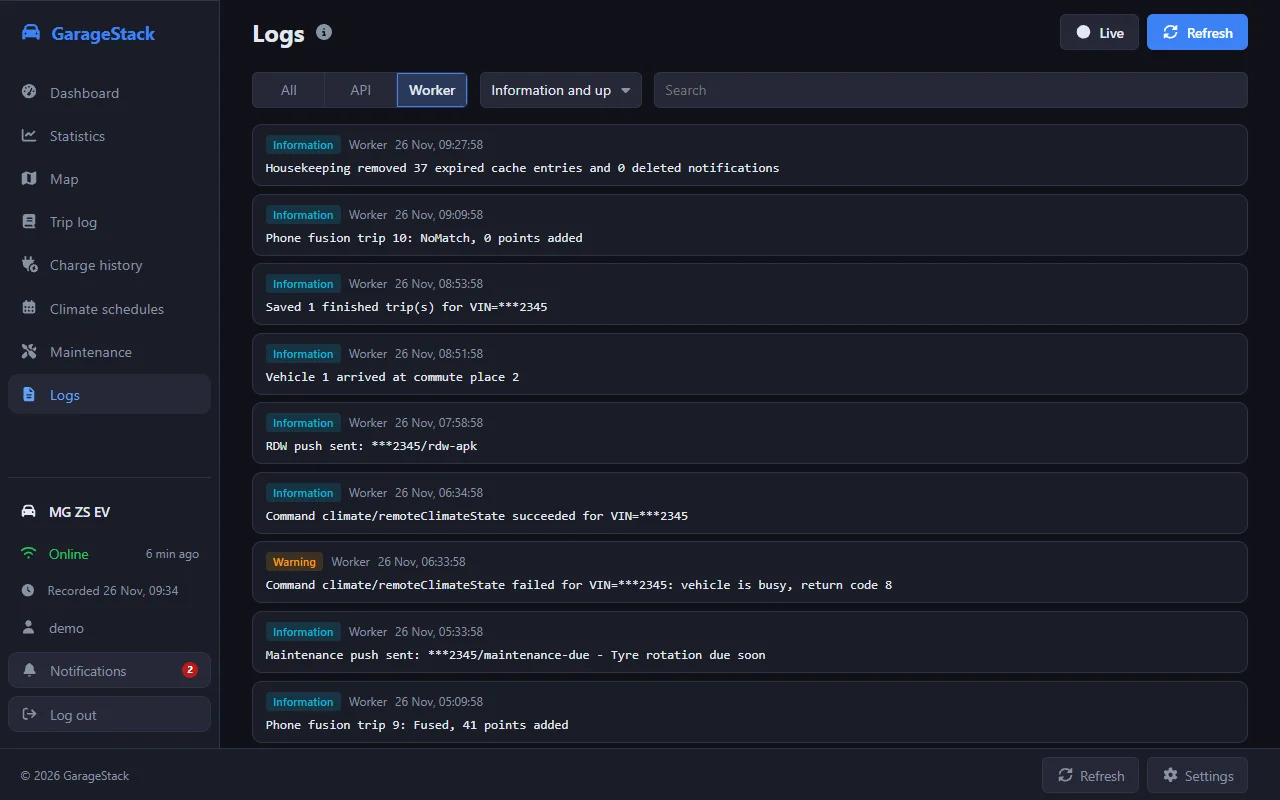 GarageStack
Dashboard
Statistics
Map
Trip log
Charge history
Climate schedules
Maintenance
Logs
MG ZS EV
Online 6 min ago
Recorded 26 Nov, 09:34
demo
Notifications 2
Log out
Logs
Live Refresh
All API Worker Information and up Search
Information Worker 26 Nov, 09:27:58
Housekeeping removed 37 expired cache entries and 0 deleted notifications
Information Worker 26 Nov, 09:09:58
Phone fusion trip 10: NoMatch, 0 points added
Information Worker 26 Nov, 08:53:58
Saved 1 finished trip(s) for VIN=***2345
Information Worker 26 Nov, 08:51:58
Vehicle 1 arrived at commute place 2
Information Worker 26 Nov, 07:58:58
RDW push sent: ***2345/rdw-apk
Information Worker 26 Nov, 06:34:58
Command climate/remoteClimateState succeeded for VIN=***2345
Warning Worker 26 Nov, 06:33:58
Command climate/remoteClimateState failed for VIN=***2345: vehicle is busy, return code 8
Information Worker 26 Nov, 05:33:58
Maintenance push sent: ***2345/maintenance-due - Tyre rotation due soon
Information Worker 26 Nov, 05:09:58
Phone fusion trip 9: Fused, 41 points added
© 2026 GarageStack
Refresh Settings